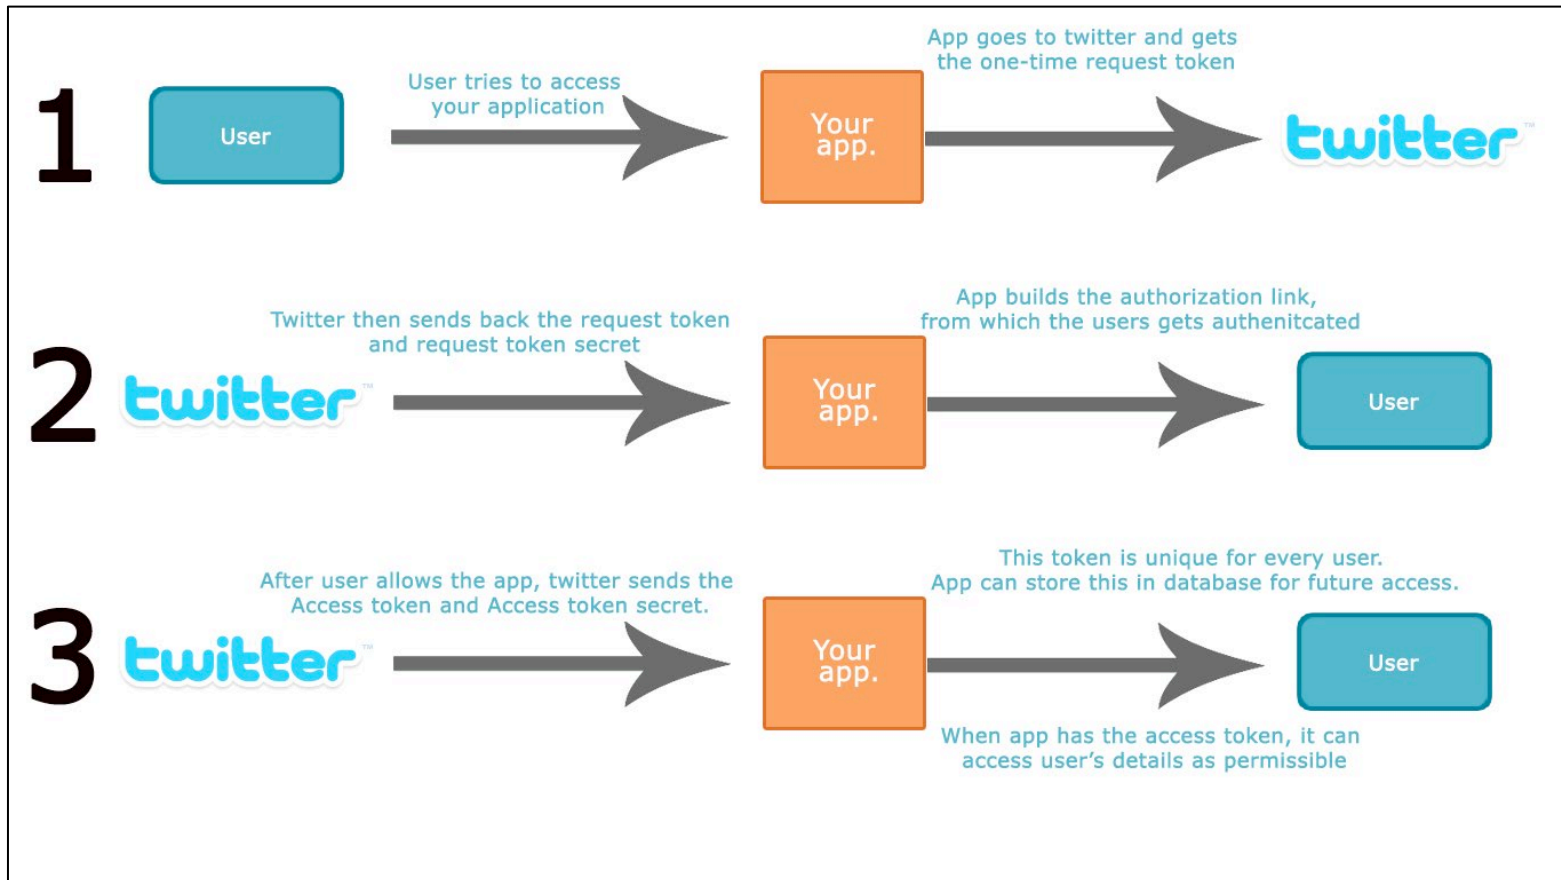 1
User
User tries to access
your application
Your
app.
App goes to twitter and gets
the one-time request token
twitter™
2
twitter™
Twitter then sends back the request token
and request token secret
Your
app.
App builds the authorization link,
from which the users gets authenitcated
User
3
twitter™
After user allows the app, twitter sends the
Access token and Access token secret.
Your
app.
This token is unique for every user.
App can store this in database for future access.
User
When app has the access token, it can
access user's details as permissible